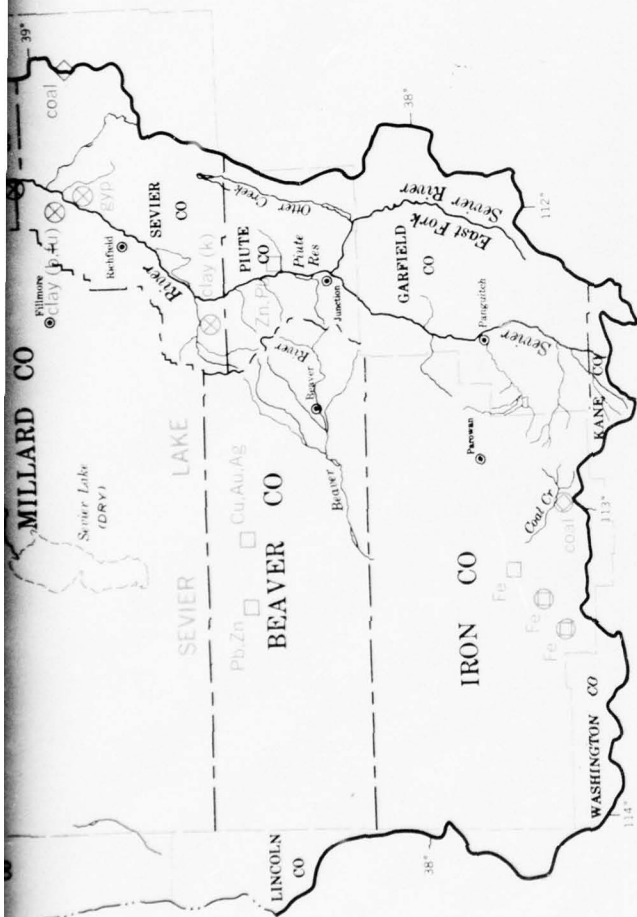 39°
coal
MILLARD CO
Fillmore
clay (b,fu)
gyp
Richfield
SEVIER
CO
River
Sevier Lake
(DRY)
SEVIER LAKE
clay (k)
PIUTE
CO
Otter Creek
Piute
Res
Junction
38°
Sevier River
East Fork
112°
GARFIELD
CO
Panguitch
Sevier
KANE CO
Pb,Zn
Cu,Au,Ag
BEAVER CO
River
Beaver
Beaver
Parowan
Coal Cr
coal
113°
IRON CO
Fe
Fe
Fe
WASHINGTON CO
114°
38°
LINCOLN
CO